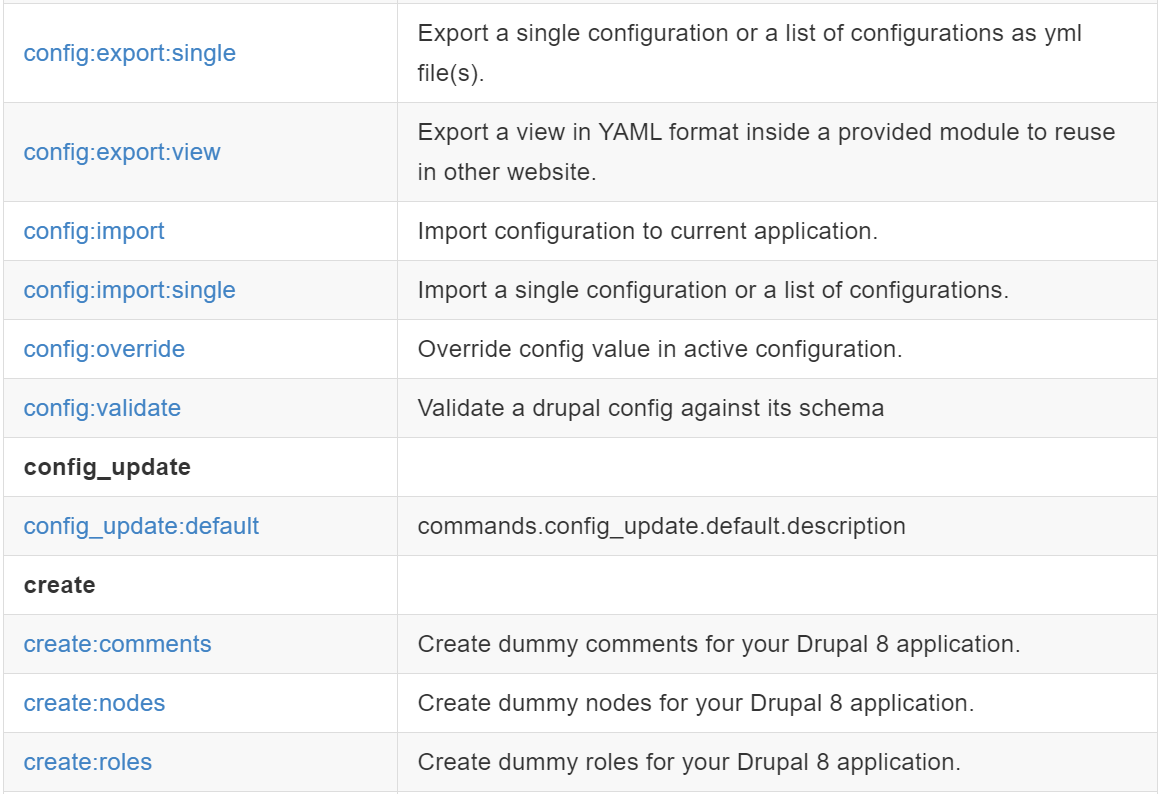 config:export:single
Export a single configuration or a list of configurations as yml
file(s).
config:export:view
Export a view in YAML format inside a provided module to reuse
in other website.
config:import
Import configuration to current application.
config:import:single
Import a single configuration or a list of configurations.
config:override
Override config value in active configuration.
config:validate
Validate a drupal config against its schema
config_update
config_update:default
commands.config_update.default.description
create
create:comments
Create dummy comments for your Drupal 8 application.
create:nodes
Create dummy nodes for your Drupal 8 application.
create:roles
Create dummy roles for your Drupal 8 application.